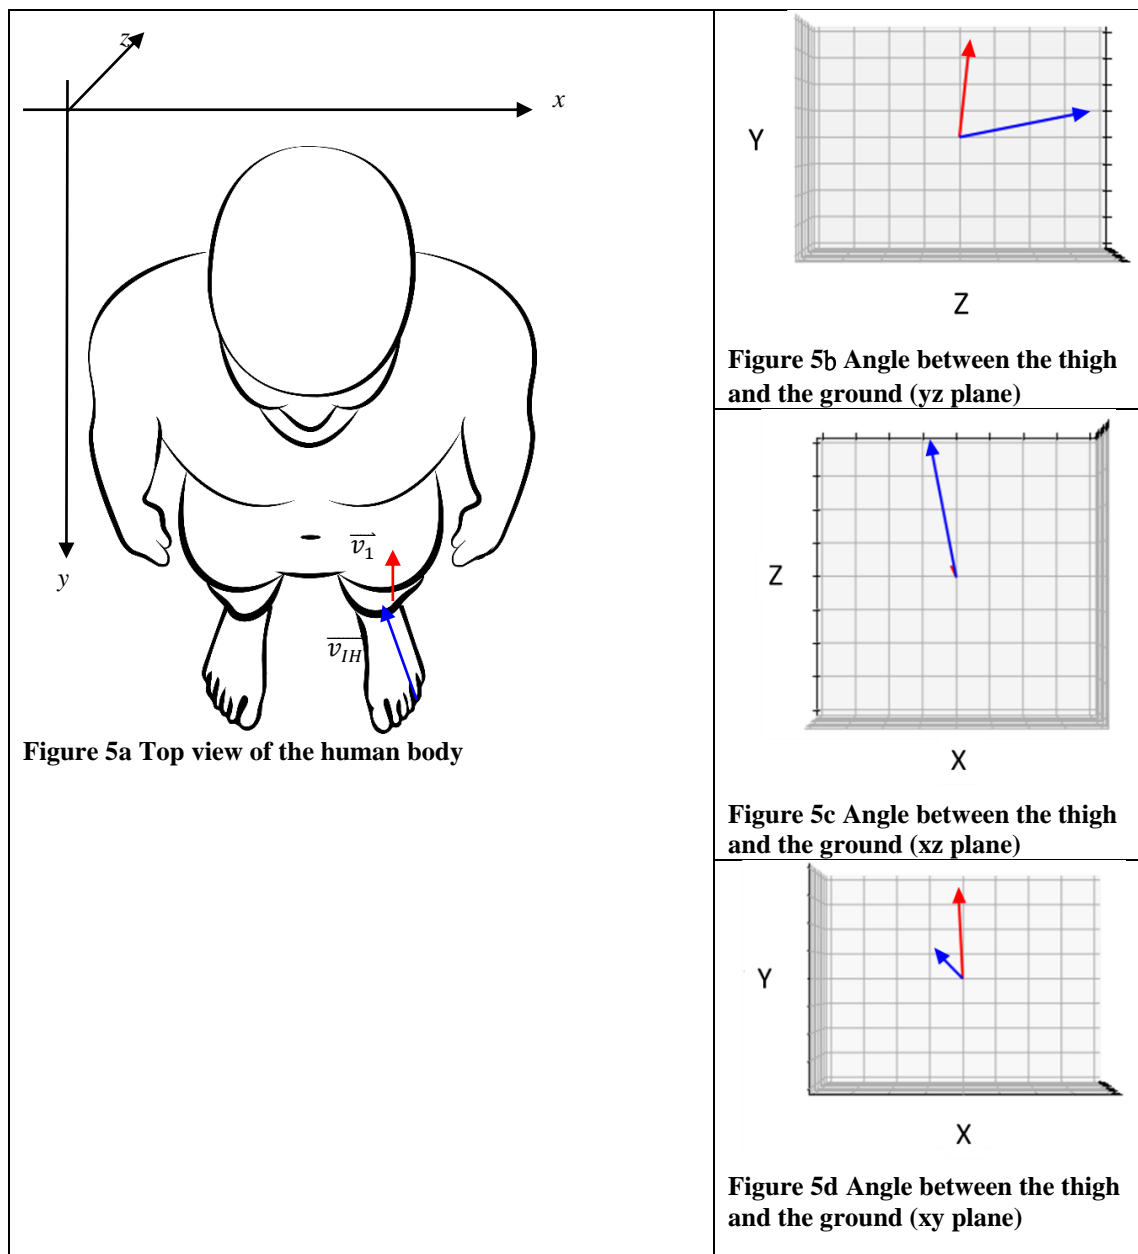 z
x
y
v₁
v_IH
Figure 5a Top view of the human body
Y
Z
Figure 5b Angle between the thigh
and the ground (yz plane)
Z
X
Figure 5c Angle between the thigh
and the ground (xz plane)
Y
X
Figure 5d Angle between the thigh
and the ground (xy plane)